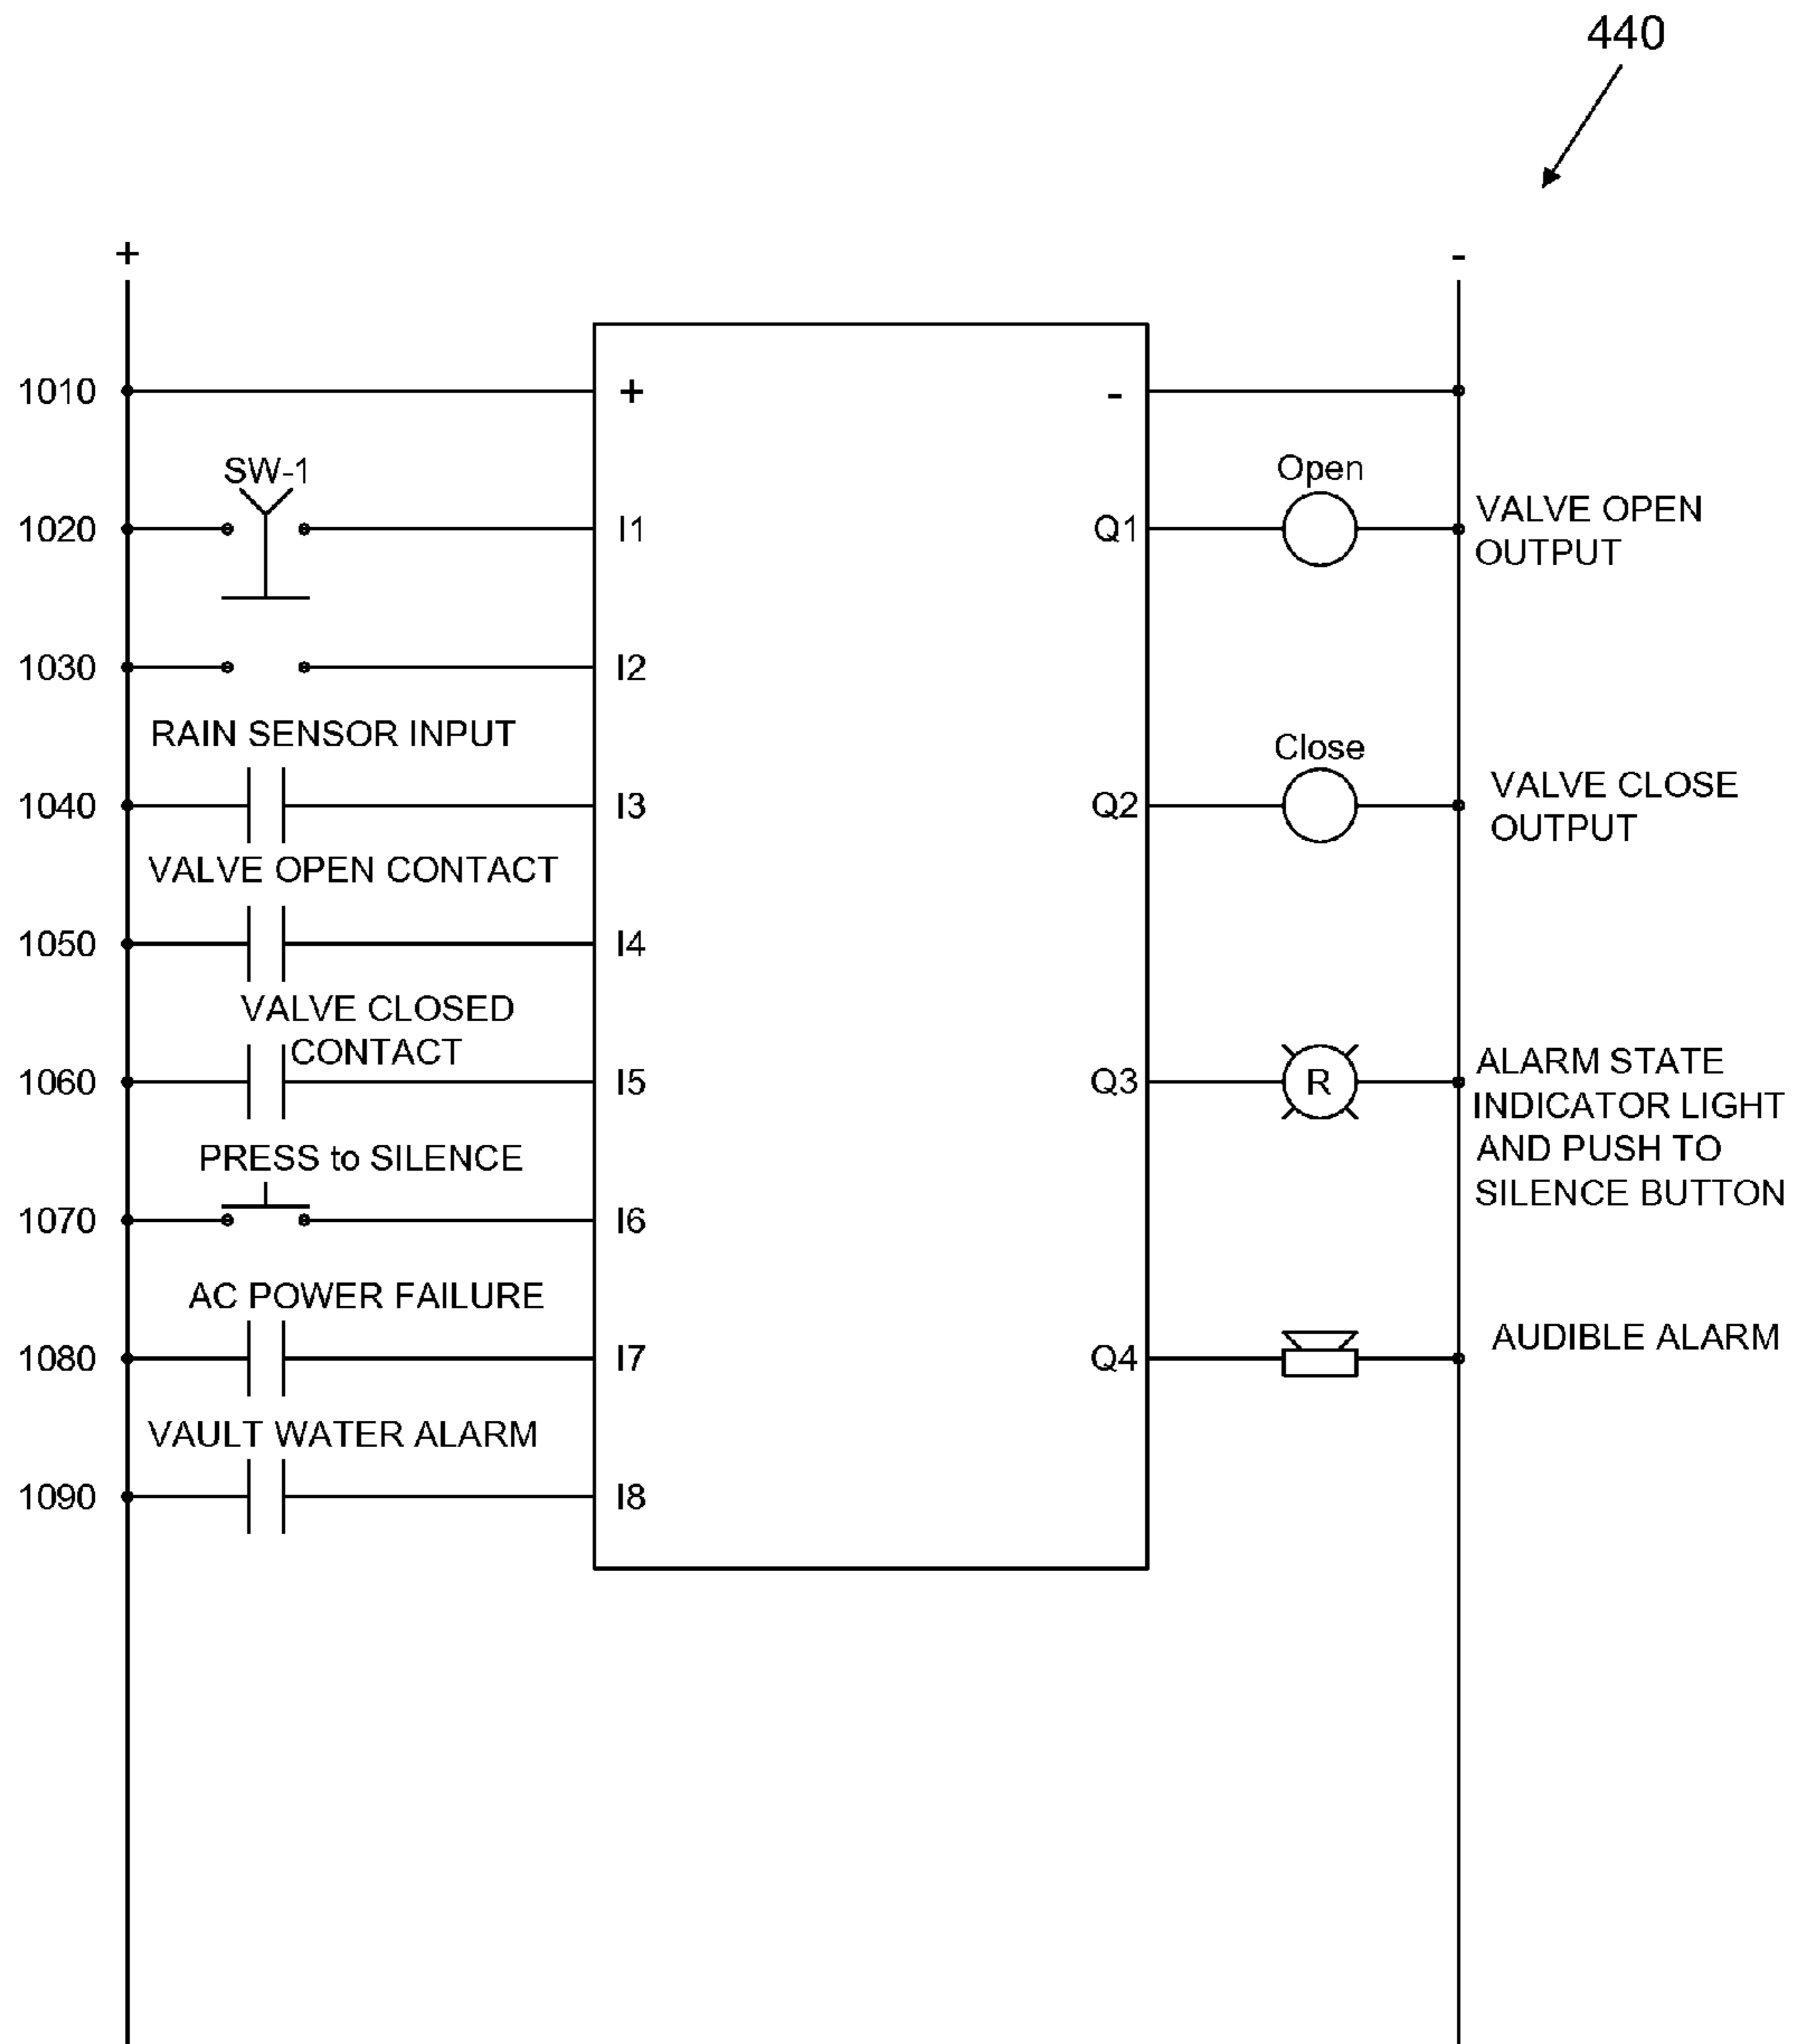 440
+
-
1010
+
-
SW-1
Open
1020
I1
Q1
VALVE OPEN
OUTPUT
1030
I2
RAIN SENSOR INPUT
Close
1040
I3
Q2
VALVE CLOSE
OUTPUT
VALVE OPEN CONTACT
1050
I4
VALVE CLOSED
CONTACT
1060
I5
Q3
R
ALARM STATE
INDICATOR LIGHT
AND PUSH TO
SILENCE BUTTON
PRESS to SILENCE
1070
I6
AC POWER FAILURE
1080
I7
Q4
AUDIBLE ALARM
VAULT WATER ALARM
1090
I8